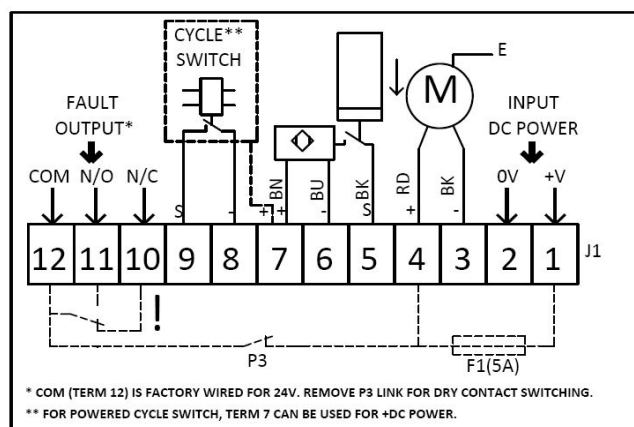 CYCLE**
SWITCH
FAULT
OUTPUT*
M
E
INPUT
DC POWER
COM N/O N/C
0V +V
S - + + BN - BU S BK + RD - BK
12 11 10 9 8 7 6 5 4 3 2 1 J1
!
P3
F1(5A)
* COM (TERM 12) IS FACTORY WIRED FOR 24V. REMOVE P3 LINK FOR DRY CONTACT SWITCHING.
** FOR POWERED CYCLE SWITCH, TERM 7 CAN BE USED FOR +DC POWER.